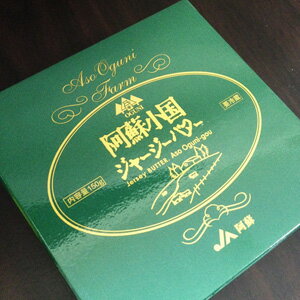 Aso Oguni
Farm
OGUNI
阿蘇小国
ジャージーバター
Jersey BUTTER Aso Oguni-gou
要冷蔵
内容量150g
JA阿蘇